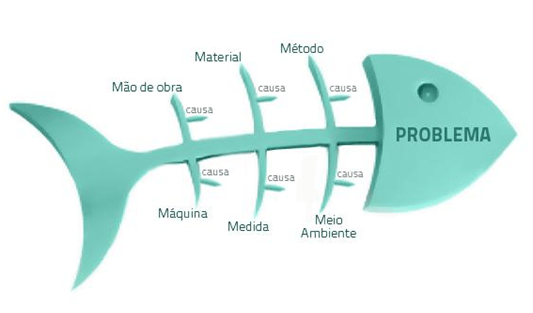 Método
Material
Mão de obra
causa
causa
causa
PROBLEMA
causa
causa
causa
Máquina
Medida
Meio
Ambiente